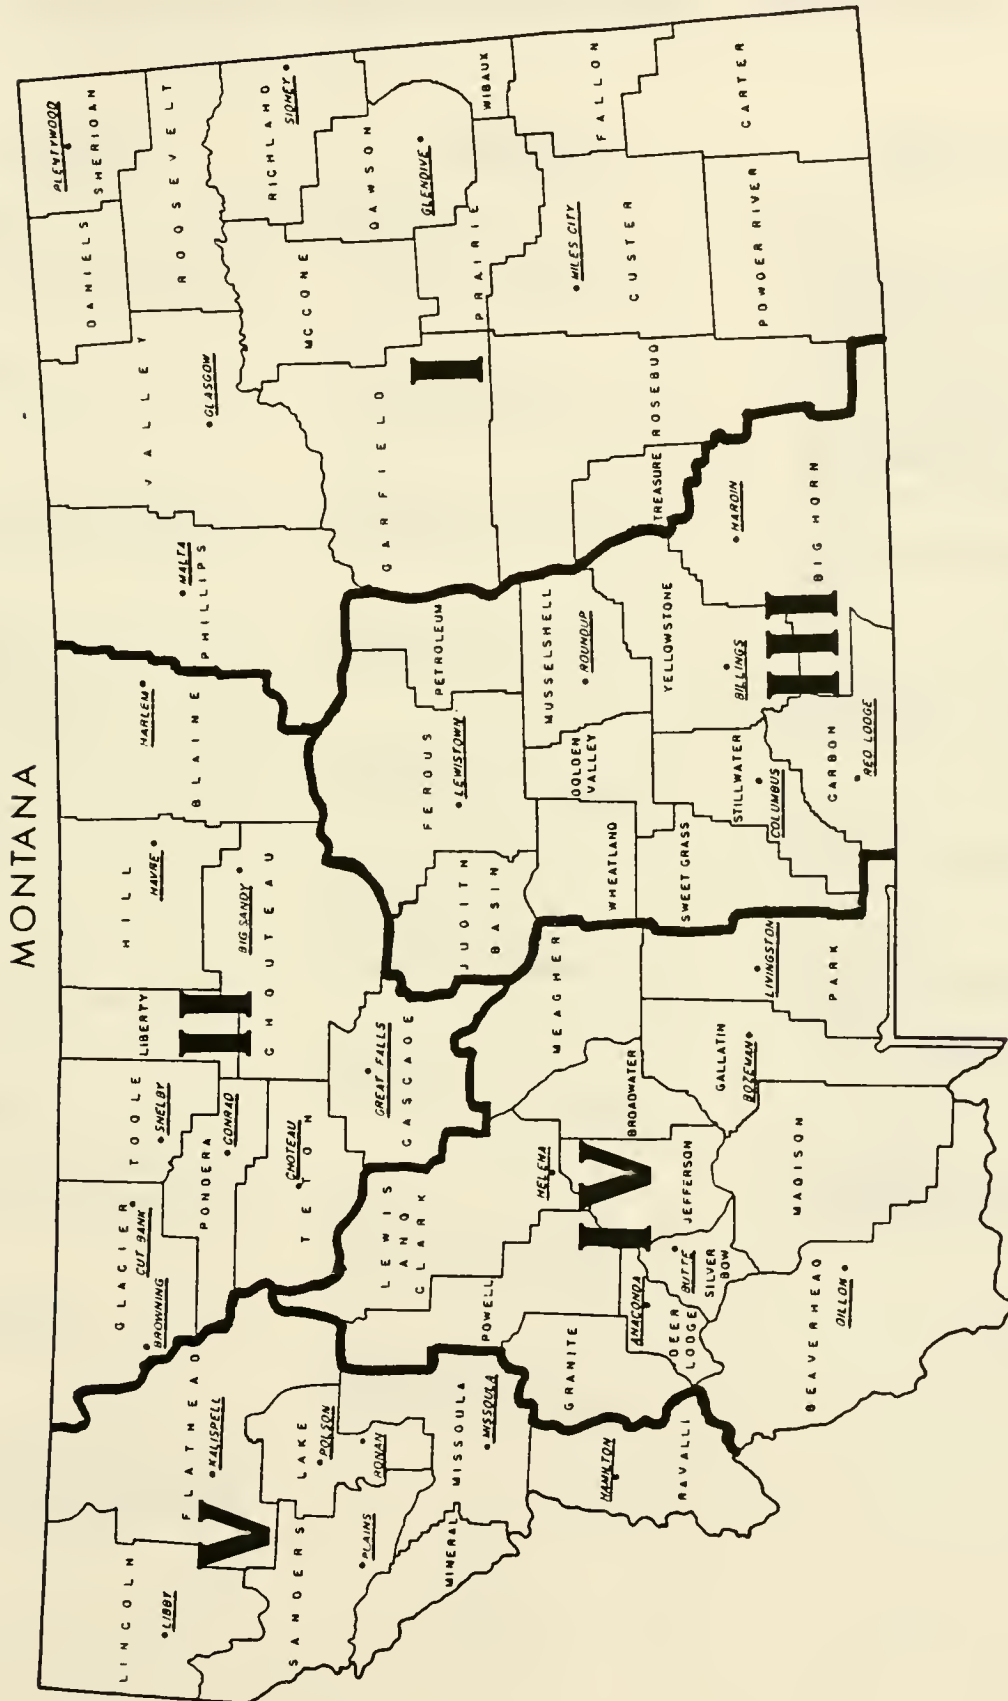 MONTANA
LINCOLN
LIBBY
FLATHEAD
KALISPELL
V
SANDERS
PLAINS
LAKE
POLSON
RONAN
MINERAL
MISSOULA
MISSOULA
RAVALLI
HAMILTON
GLACIER
CUT BANK
BROWNING
TOOLE
SHELBY
PONDERA
CONRAD
TETON
CHOTEAU
LIBERTY
II
HILL
HAVRE
CHOUTEAU
BIG SANDY
CASCADE
GREAT FALLS
BLAINE
HARLEM
LEWIS
AND
CLARK
HELENA
POWELL
GRANITE
DEER
LODGE
ANACONDA
SILVER
BOW
BUTTE
JEFFERSON
IV
BROADWATER
MEAGHER
GALLATIN
BOZEMAN
PARK
LIVINGSTON
MADISON
BEAVERHEAD
DILLON
JUDITH
BASIN
FERGUS
LEWISTOWN
PETROLEUM
WHEATLAND
GOLDEN
VALLEY
MUSSELSHELL
ROUNDUP
SWEET GRASS
STILLWATER
COLUMBUS
YELLOWSTONE
BILLINGS
III
CARBON
RED LODGE
BIG HORN
HARDIN
PHILLIPS
MALTA
VALLEY
GLASGOW
DANIELS
SHERIDAN
PLENTYWOOD
ROOSEVELT
RICHLAND
SIDNEY
MCCONE
GARFIELD
I
DAWSON
GLENDIVE
PRAIRIE
WIBAUX
TREASURE
ROSEBUD
CUSTER
MILES CITY
FALLON
POWDER RIVER
CARTER